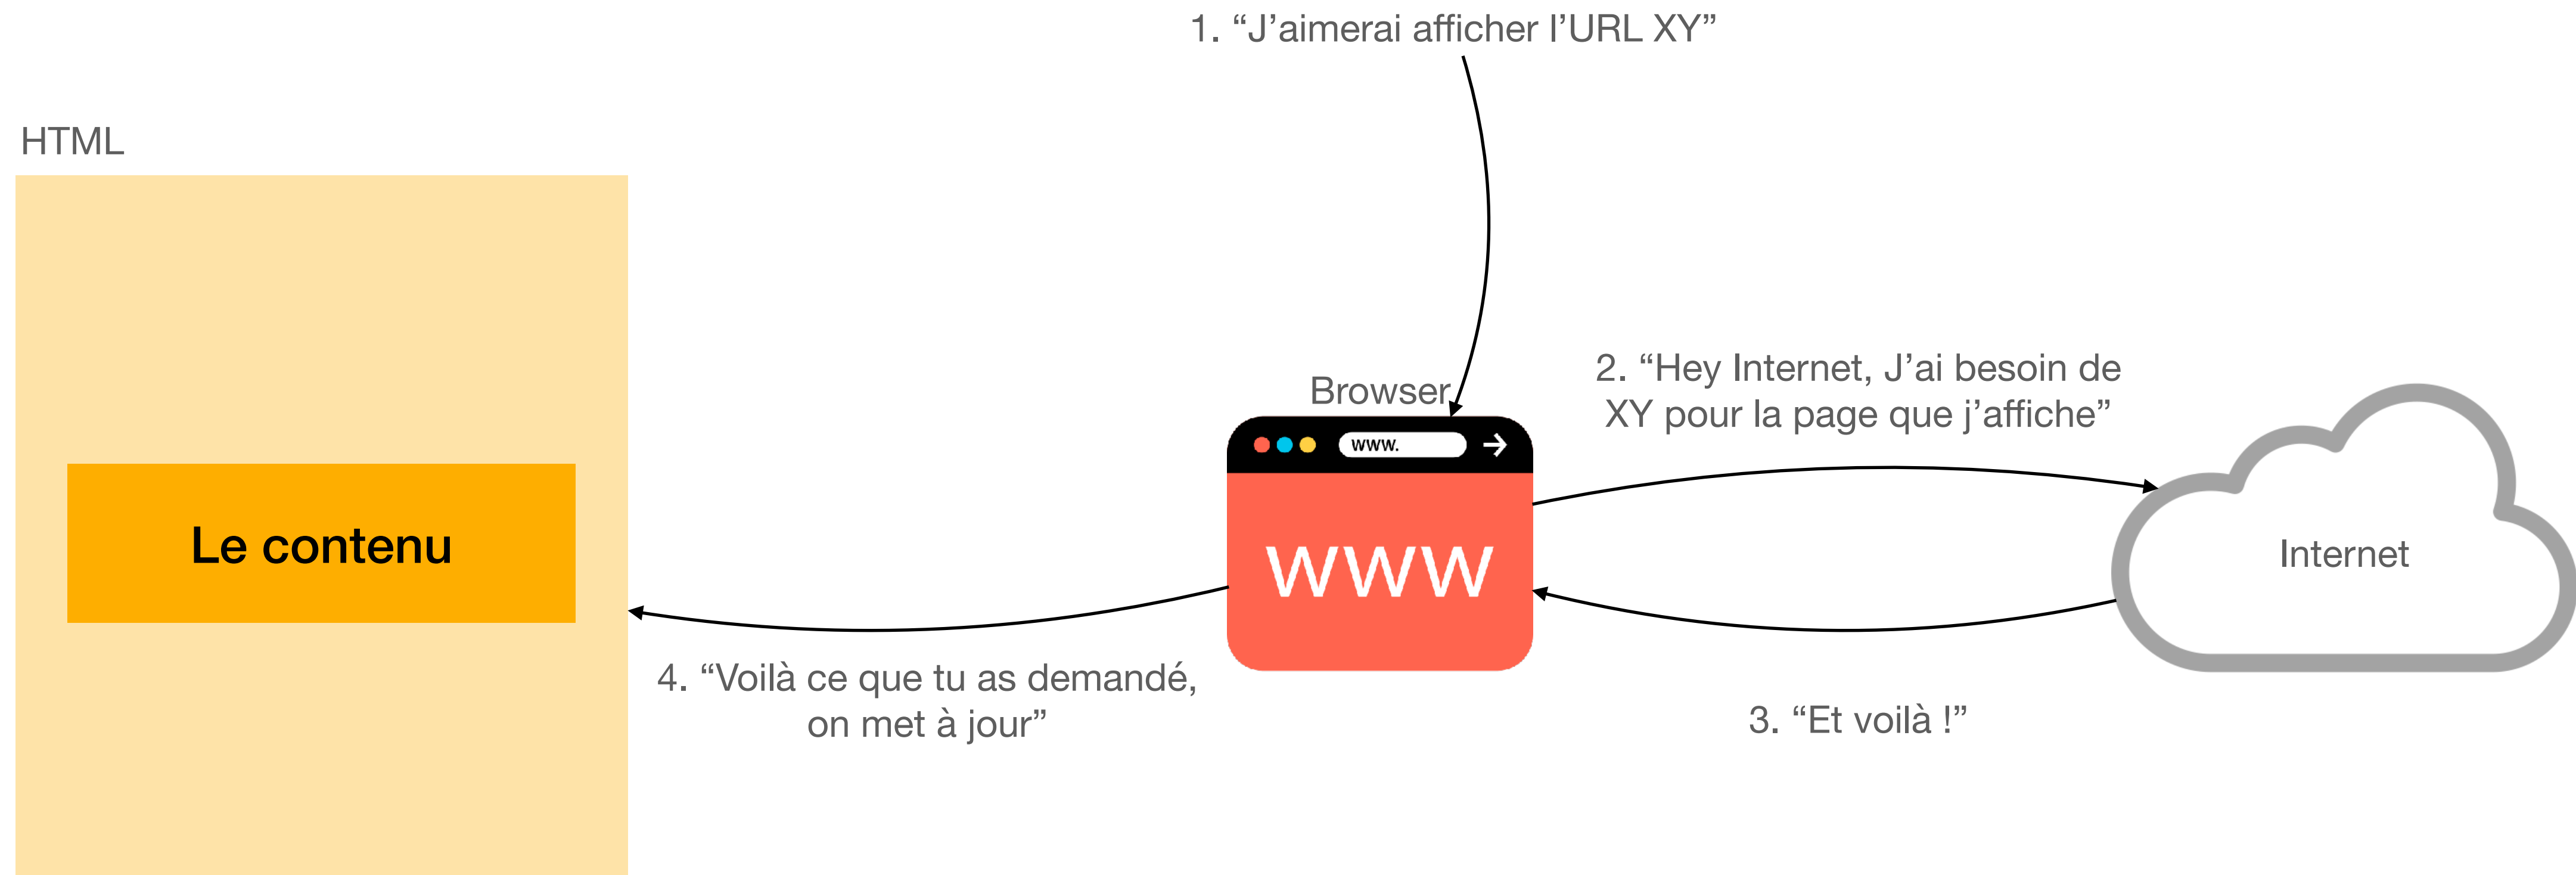 1. “J’aimerai afficher l’URL XY”
HTML
Browser
2. “Hey Internet, J’ai besoin de
XY pour la page que j’affiche”
www.
www
Internet
Le contenu
4. “Voilà ce que tu as demandé,
on met à jour”
3. “Et voilà !”